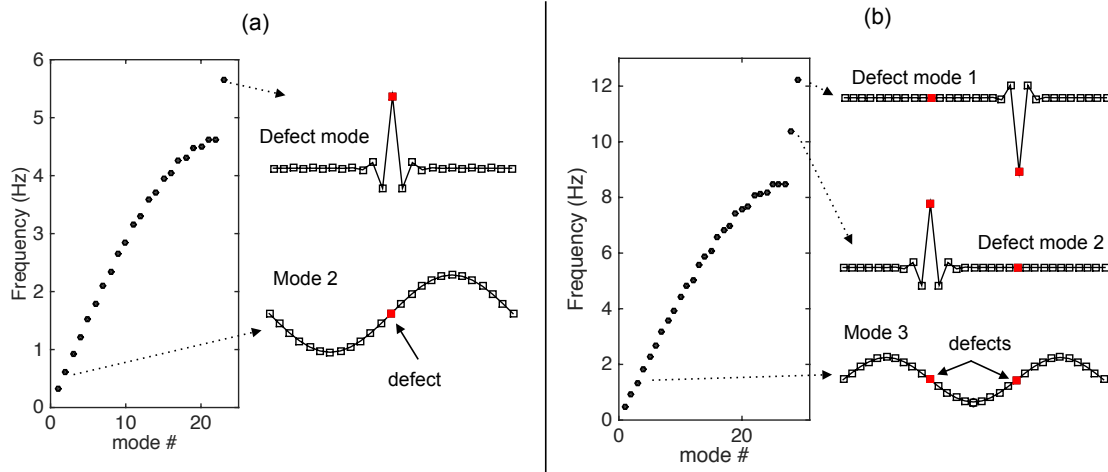 (a)
6
5
4
3
2
1
0
0
10
20
Frequency (Hz)
mode #
Defect mode
Mode 2
defect
(b)
12
10
8
6
4
2
0
0
20
Frequency (Hz)
mode #
Defect mode 1
Defect mode 2
Mode 3
defects